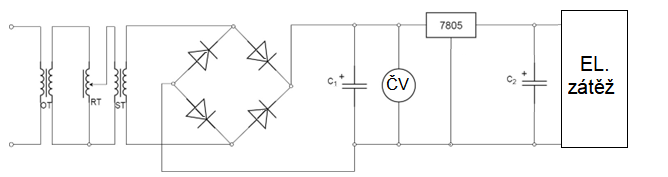 OT
RT
ST
C1
+
ČV
7805
C2
+
EL.
zátěž